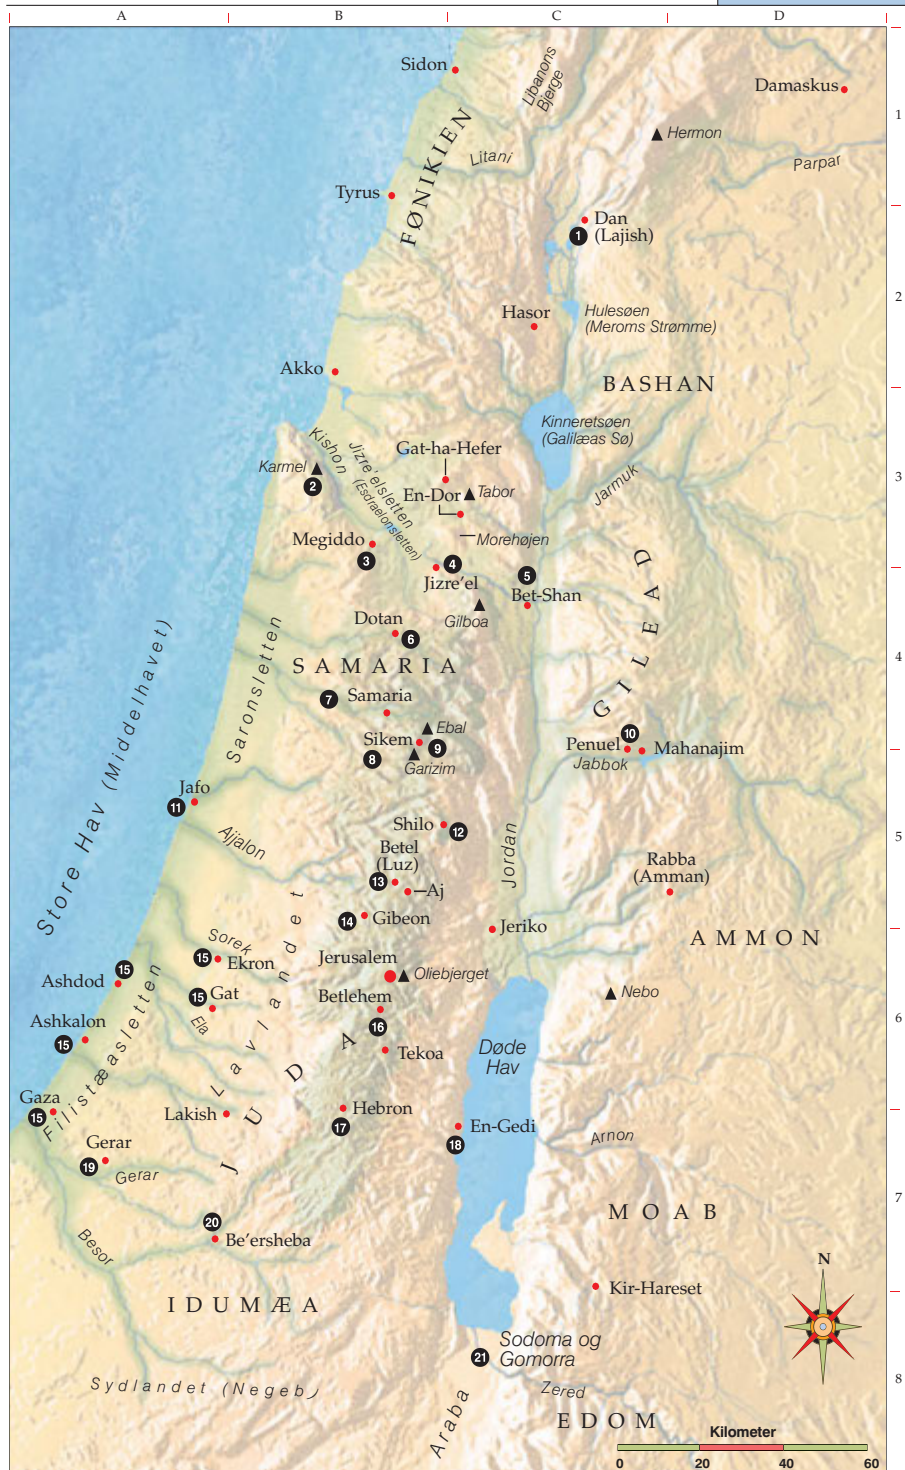 A
B
C
D
Sidon
Libanons
Bjerge
Damaskus
1
Hermon
FØNIKIEN
Litani
Parpar
Tyrus
Dan
(Lajish)
1
2
Hulesøen
(Meroms Strømme)
Hasor
Akko
BASHAN
Kinneretsøen
(Galilæas Sø)
Kishon
Jizre'elsletten
(Esdraelonsletten)
Gat-ha-Hefer
Karmel
2
En-Dor
Tabor
Jarmuk
3
Morehøjen
Megiddo
3
4
Jizre'el
5
Bet-Shan
Gilboa
GILEAD
Dotan
6
SAMARIA
4
Saronsletten
7
Samaria
Ebal
Sikem
9
8
Garizim
10
Penuel
Mahanajim
Jabbok
Store Hav (Middelhavet)
Jafo
11
Shilo
12
5
Ajjalon
Jordan
Betel
(Luz)
13
Aj
Rabba
(Amman)
14
Gibeon
Jeriko
AMMON
Sorek
15
Ekron
Jerusalem
Oliebjerget
Ashdod
15
15
Gat
Nebo
Betlehem
16
6
Ela
Ashkalon
15
Lavlandet
Tekoa
Døde
Hav
Filistæasletten
JUDA
Gaza
15
Lakish
Hebron
17
En-Gedi
18
Arnon
Gerar
19
Gerar
7
MOAB
20
Be'ersheba
Besor
Kir-Hareset
N
IDUMÆA
Sodoma og
Gomorra
21
8
Sydlandet (Negeb)
Zered
Araba
EDOM
Kilometer
0
20
40
60